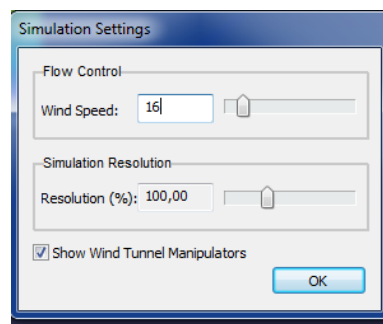 Simulation Settings
Flow Control
Wind Speed: 16
Simulation Resolution
Resolution (%): 100,00
Show Wind Tunnel Manipulators
OK